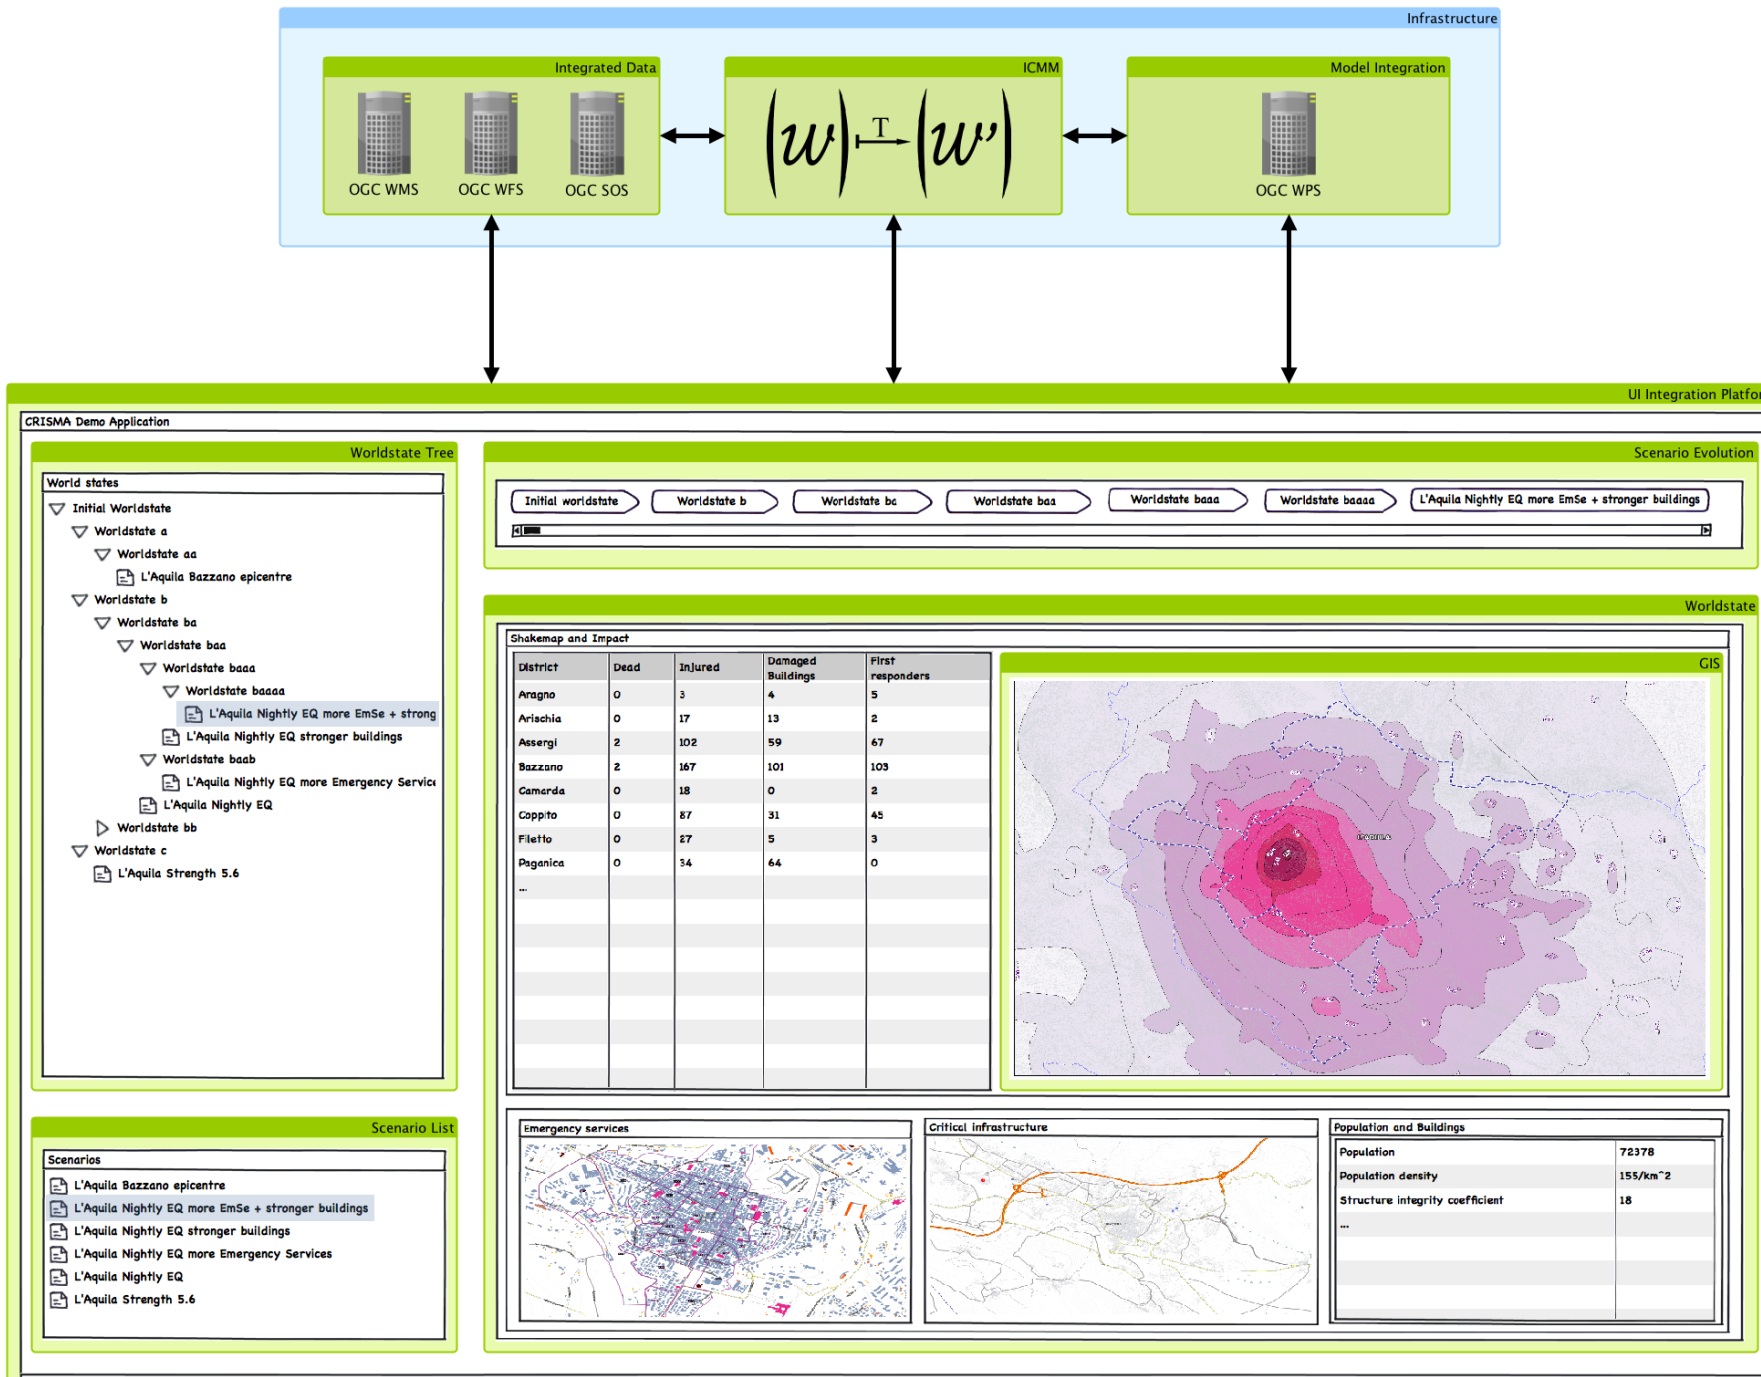 Infrastructure
Integrated Data
ICMM
Model Integration
(W) T (W')
OGC WMS
OGC WFS
OGC SOS
OGC WPS
UI Integration Platfor
CRISMA Demo Application
Worldstate Tree
World states
Initial Worldstate
Worldstate a
Worldstate aa
L'Aquila Bazzano epicentre
Worldstate b
Worldstate ba
Worldstate baa
Worldstate baaa
Worldstate baaaa
L'Aquila Nightly EQ more EmSe + strong
L'Aquila Nightly EQ stronger buildings
Worldstate baab
L'Aquila Nightly EQ more Emergency Service
L'Aquila Nightly EQ
Worldstate bb
Worldstate c
L'Aquila Strength 5.6
Scenario List
Scenarios
L'Aquila Bazzano epicentre
L'Aquila Nightly EQ more EmSe + stronger buildings
L'Aquila Nightly EQ stronger buildings
L'Aquila Nightly EQ more Emergency Services
L'Aquila Nightly EQ
L'Aquila Strength 5.6
Scenario Evolution
Initial worldstate
Worldstate b
Worldstate ba
Worldstate baa
Worldstate baaa
Worldstate baaaa
L'Aquila Nightly EQ more EmSe + stronger buildings
Worldstate
Shakemap and Impact
District Dead Injured Damaged Buildings First responders
Aragno 0 3 4 5
Arischia 0 17 13 2
Assergi 2 102 59 67
Bazzano 2 167 101 103
Camarda 0 18 0 2
Coppito 0 87 31 45
Filetto 0 27 5 3
Paganica 0 34 64 0
...
GIS
Emergency services
Critical infrastructure
Population and Buildings
Population 72378
Population density 155/km^2
Structure integrity coefficient 18
...